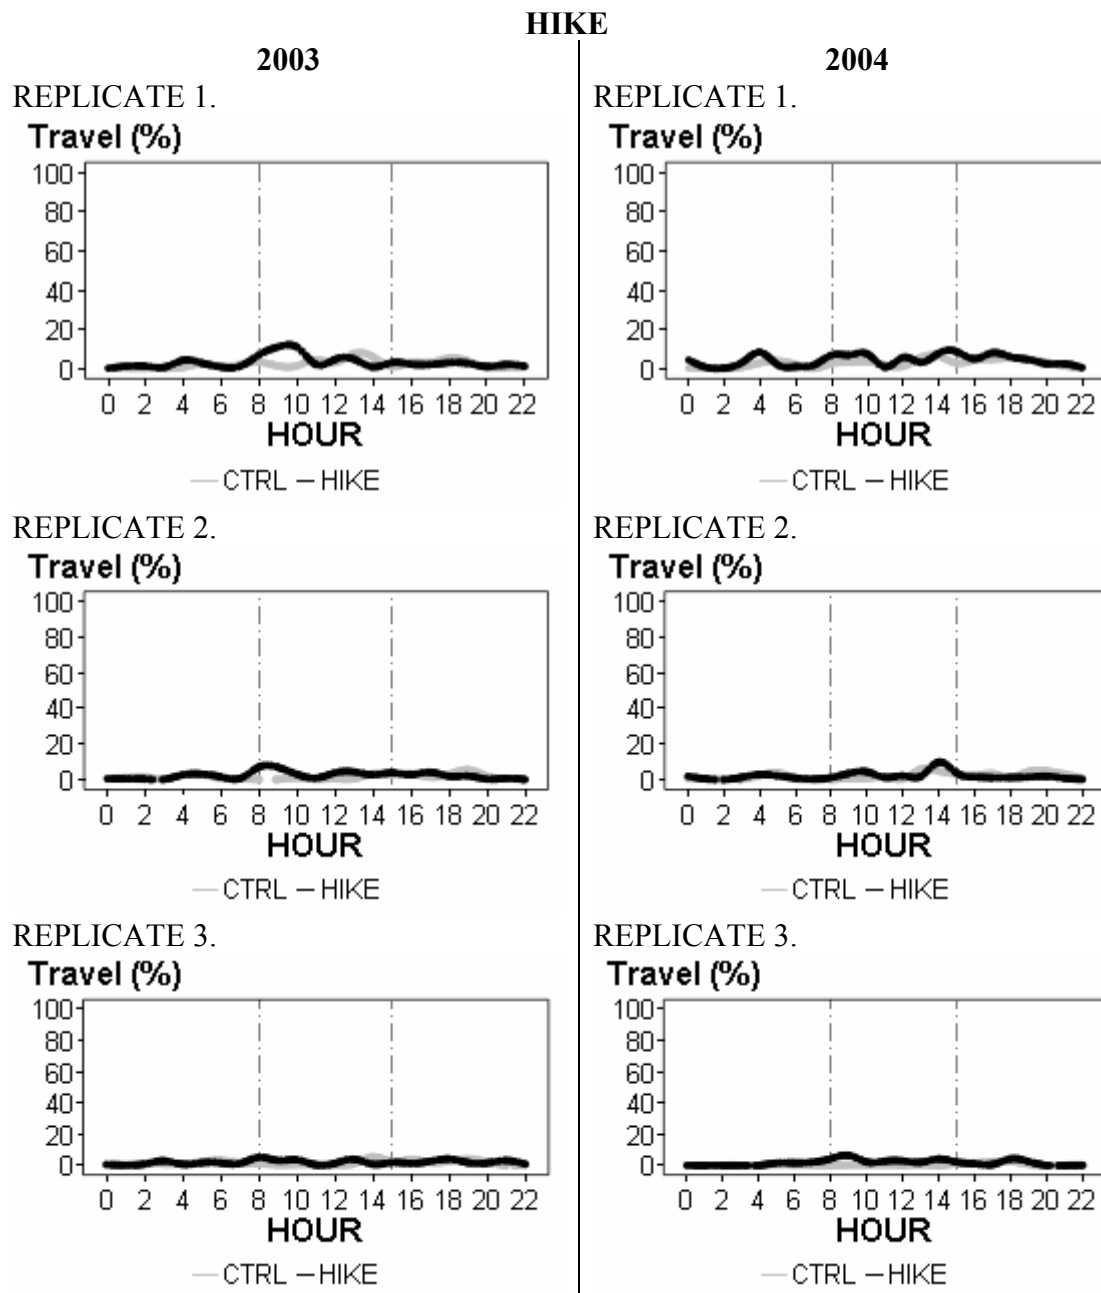 HIKE
2003
REPLICATE 1.
Travel (%)
100
80
60
40
20
0
0 2 4 6 8 10 12 14 16 18 20 22
HOUR
CTRL HIKE
REPLICATE 2.
Travel (%)
100
80
60
40
20
0
0 2 4 6 8 10 12 14 16 18 20 22
HOUR
CTRL HIKE
REPLICATE 3.
Travel (%)
100
80
60
40
20
0
0 2 4 6 8 10 12 14 16 18 20 22
HOUR
CTRL HIKE
2004
REPLICATE 1.
Travel (%)
100
80
60
40
20
0
0 2 4 6 8 10 12 14 16 18 20 22
HOUR
CTRL HIKE
REPLICATE 2.
Travel (%)
100
80
60
40
20
0
0 2 4 6 8 10 12 14 16 18 20 22
HOUR
CTRL HIKE
REPLICATE 3.
Travel (%)
100
80
60
40
20
0
0 2 4 6 8 10 12 14 16 18 20 22
HOUR
CTRL HIKE